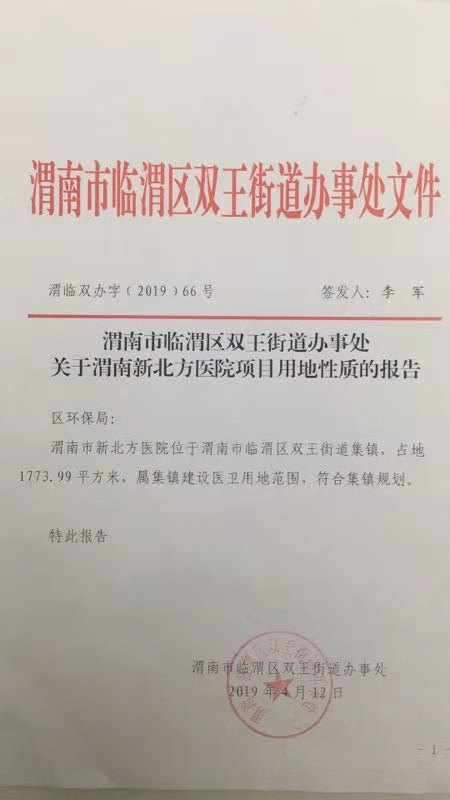 渭南市临渭区双王街道办事处文件
渭临双办字（2019）66号 签发人：李 军
渭南市临渭区双王街道办事处
关于渭南新北方医院项目用地性质的报告
区环保局：
渭南市新北方医院位于渭南市临渭区双王街道集镇，占地
1773.99平方米，属集镇建设医卫用地范围，符合集镇规划。
特此报告
渭南市临渭区双王街道办事处
2019年4月12日
- 1 -